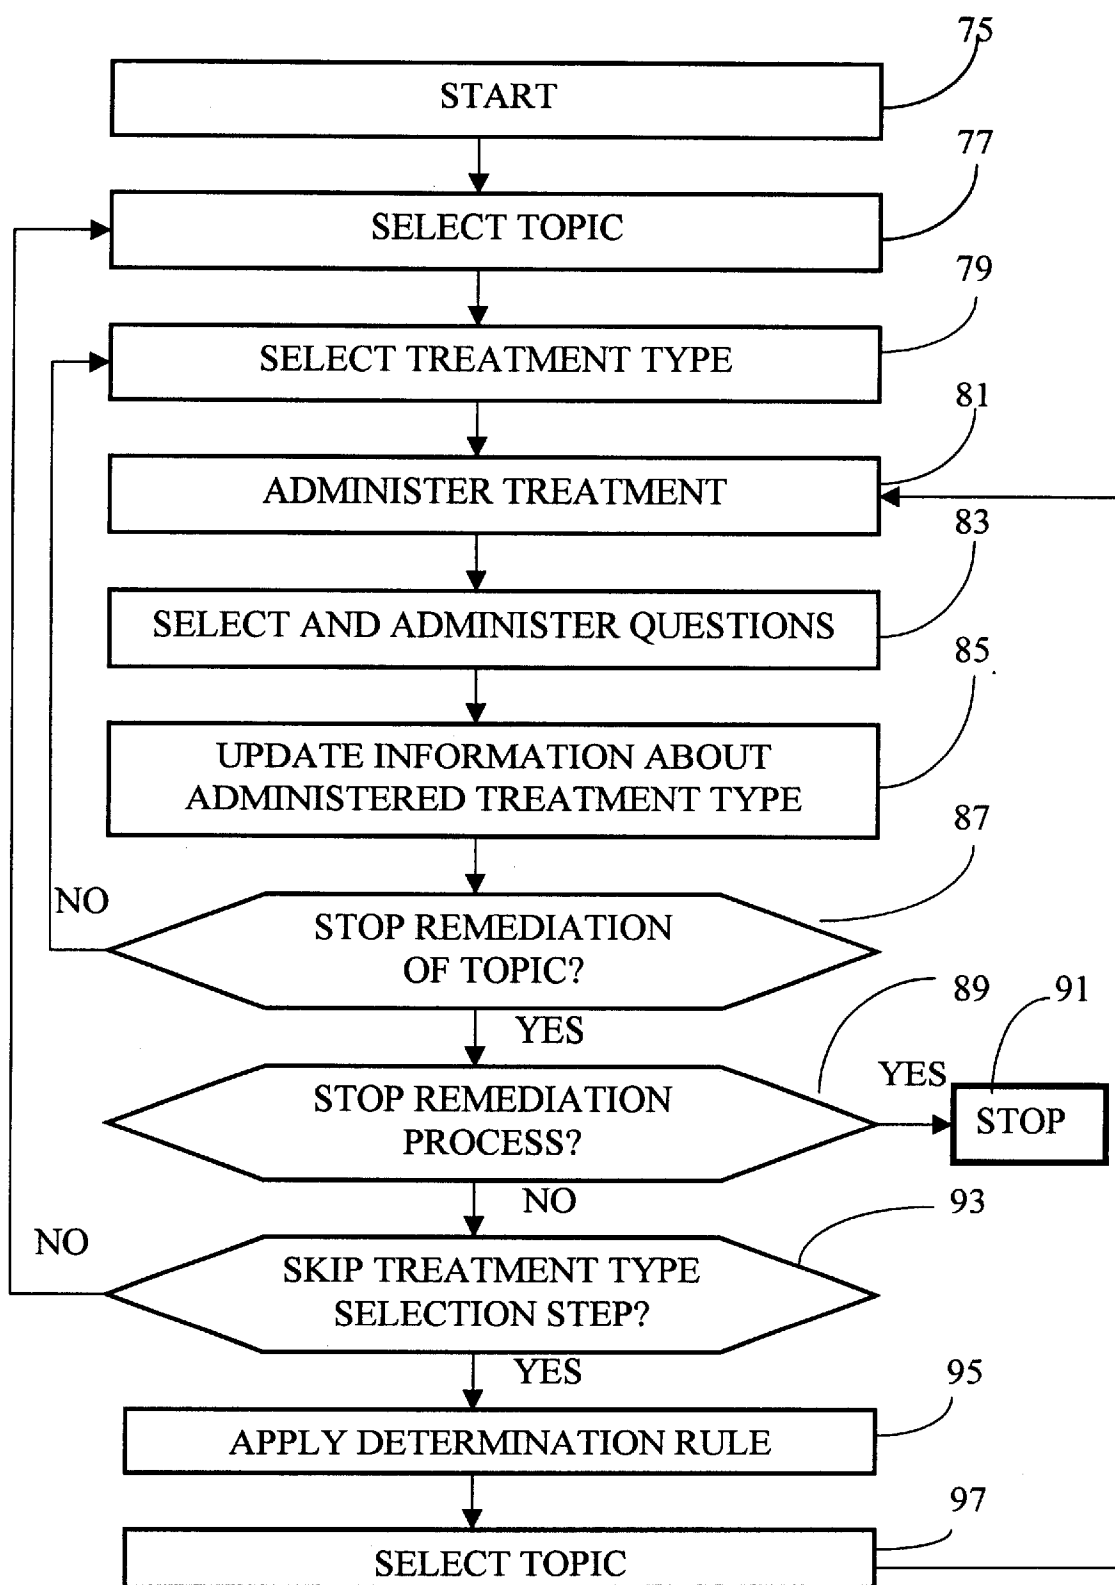 75
START
77
SELECT TOPIC
79
SELECT TREATMENT TYPE
81
ADMINISTER TREATMENT
83
SELECT AND ADMINISTER QUESTIONS
85
UPDATE INFORMATION ABOUT
ADMINISTERED TREATMENT TYPE
87
NO
STOP REMEDIATION
OF TOPIC?
89
91
YES
YES
STOP REMEDIATION
PROCESS?
STOP
NO
93
NO
SKIP TREATMENT TYPE
SELECTION STEP?
YES
95
APPLY DETERMINATION RULE
97
SELECT TOPIC